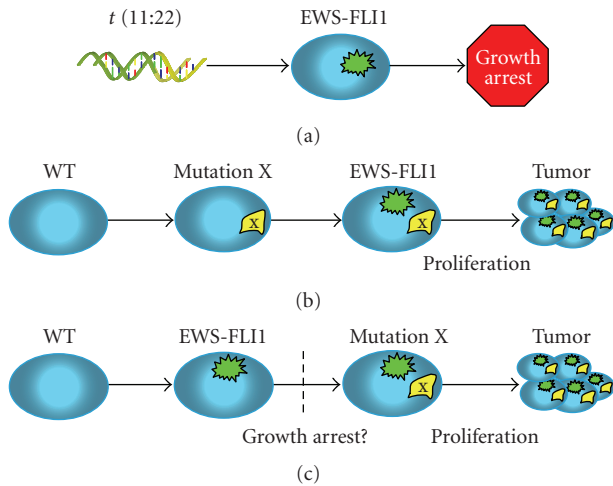 t (11:22)
EWS-FLI1
Growth
arrest
(a)
WT
Mutation X
EWS-FLI1
Tumor
X
X
Proliferation
(b)
WT
EWS-FLI1
Mutation X
Tumor
X
Growth arrest?
Proliferation
(c)